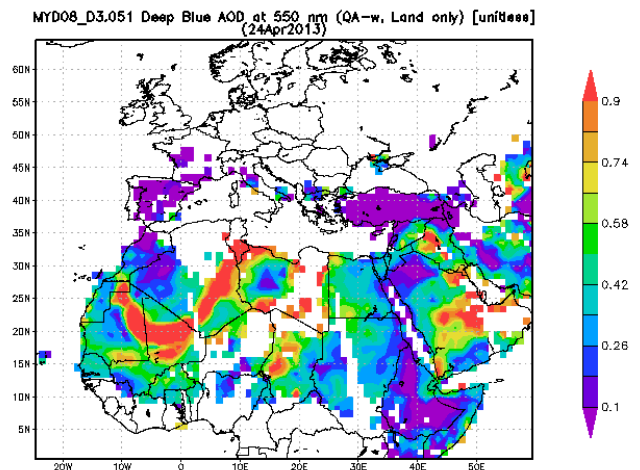 MYD08_D3.051 Deep Blue AOD at 550 nm (QA-w, Land only) [unitless]
(24Apr2013)
60N
55N
50N
45N
40N
35N
30N
25N
20N
15N
10N
5N
20W
10W
0
10E
20E
30E
40E
50E
0.9
0.74
0.58
0.42
0.26
0.1